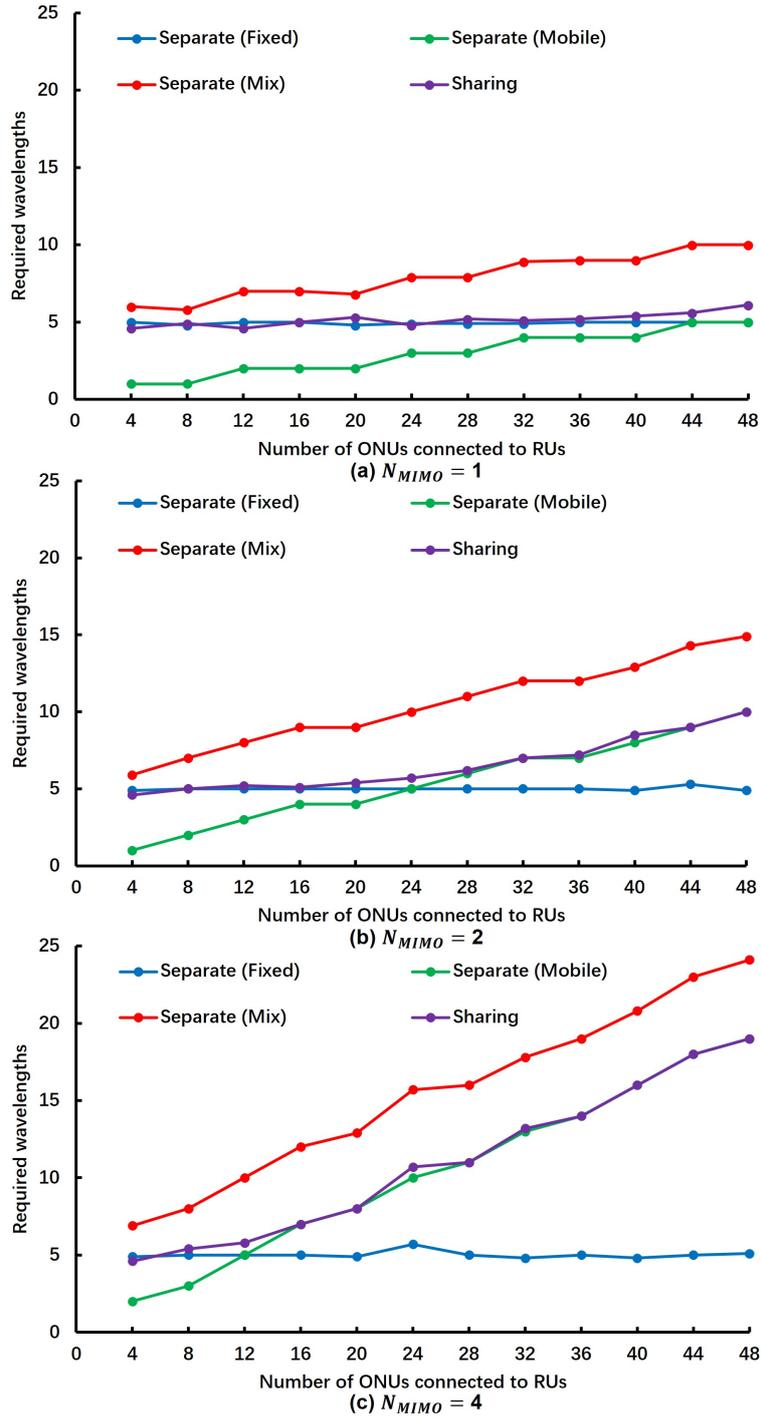 25
Separate (Fixed) Separate (Mobile)
20
Separate (Mix) Sharing
15
10
5
0
Required wavelengths
0 4 8 12 16 20 24 28 32 36 40 44 48
Number of ONUs connected to RUs
(a) N_MIMO = 1
25
Separate (Fixed) Separate (Mobile)
20
Separate (Mix) Sharing
15
10
5
0
Required wavelengths
0 4 8 12 16 20 24 28 32 36 40 44 48
Number of ONUs connected to RUs
(b) N_MIMO = 2
25
Separate (Fixed) Separate (Mobile)
20
Separate (Mix) Sharing
15
10
5
0
Required wavelengths
0 4 8 12 16 20 24 28 32 36 40 44 48
Number of ONUs connected to RUs
(c) N_MIMO = 4